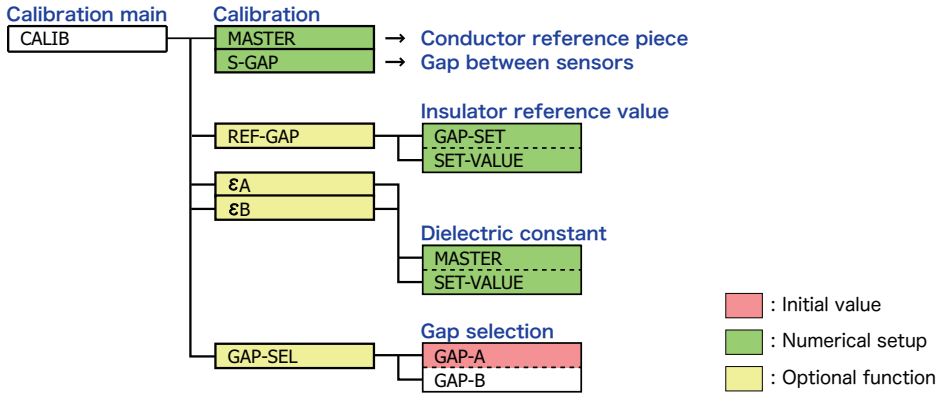 Calibration main
Calibration
CALIB
MASTER → Conductor reference piece
S-GAP → Gap between sensors
Insulator reference value
REF-GAP
GAP-SET
SET-VALUE
εA
εB
Dielectric constant
MASTER
SET-VALUE
Gap selection
GAP-SEL
GAP-A
GAP-B
: Initial value
: Numerical setup
: Optional function